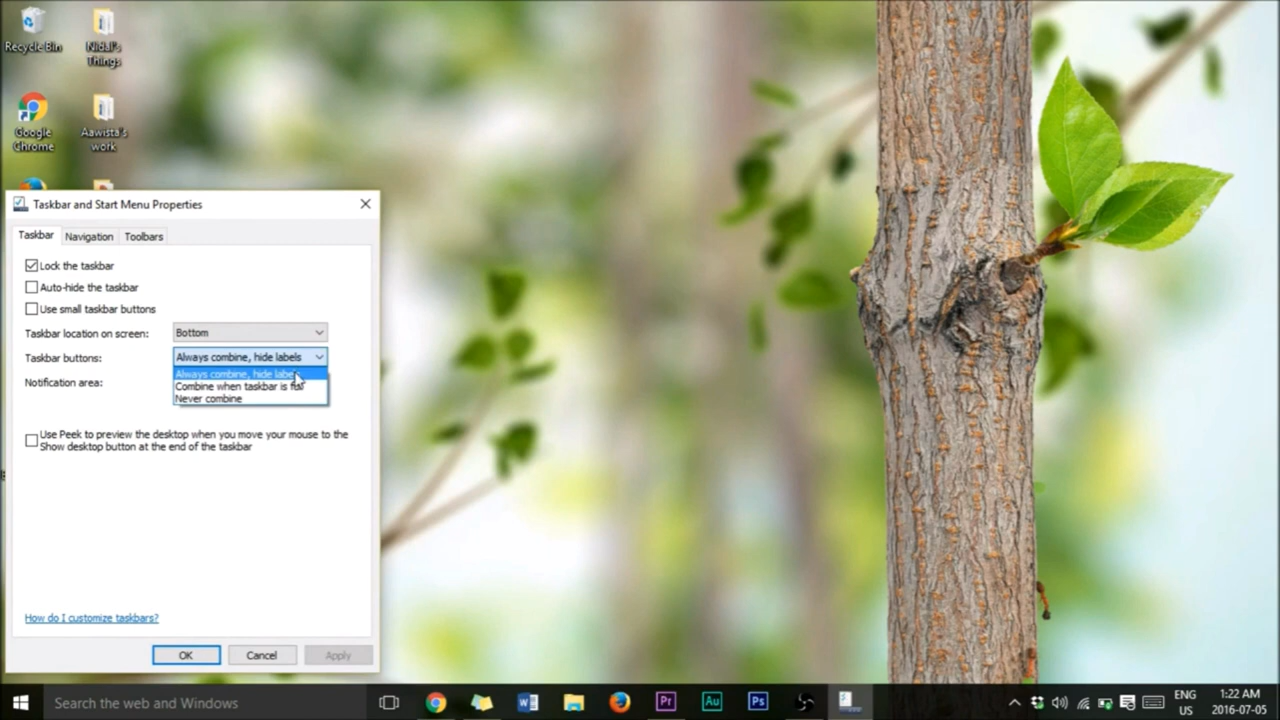 Recycle Bin
Nidal's
Things
Google
Chrome
Aawista's
work
Taskbar and Start Menu Properties
Taskbar
Navigation
Toolbars
Lock the taskbar
Auto-hide the taskbar
Use small taskbar buttons
Taskbar location on screen:
Bottom
Taskbar buttons:
Always combine, hide labels
Always combine, hide labels
Combine when taskbar is full
Never combine
Notification area:
Use Peek to preview the desktop when you move your mouse to the
Show desktop button at the end of the taskbar
How do I customize taskbars?
OK
Cancel
Apply
Search the web and Windows
W
Pr
Au
Ps
ENG
US
1:22 AM
2016-07-05